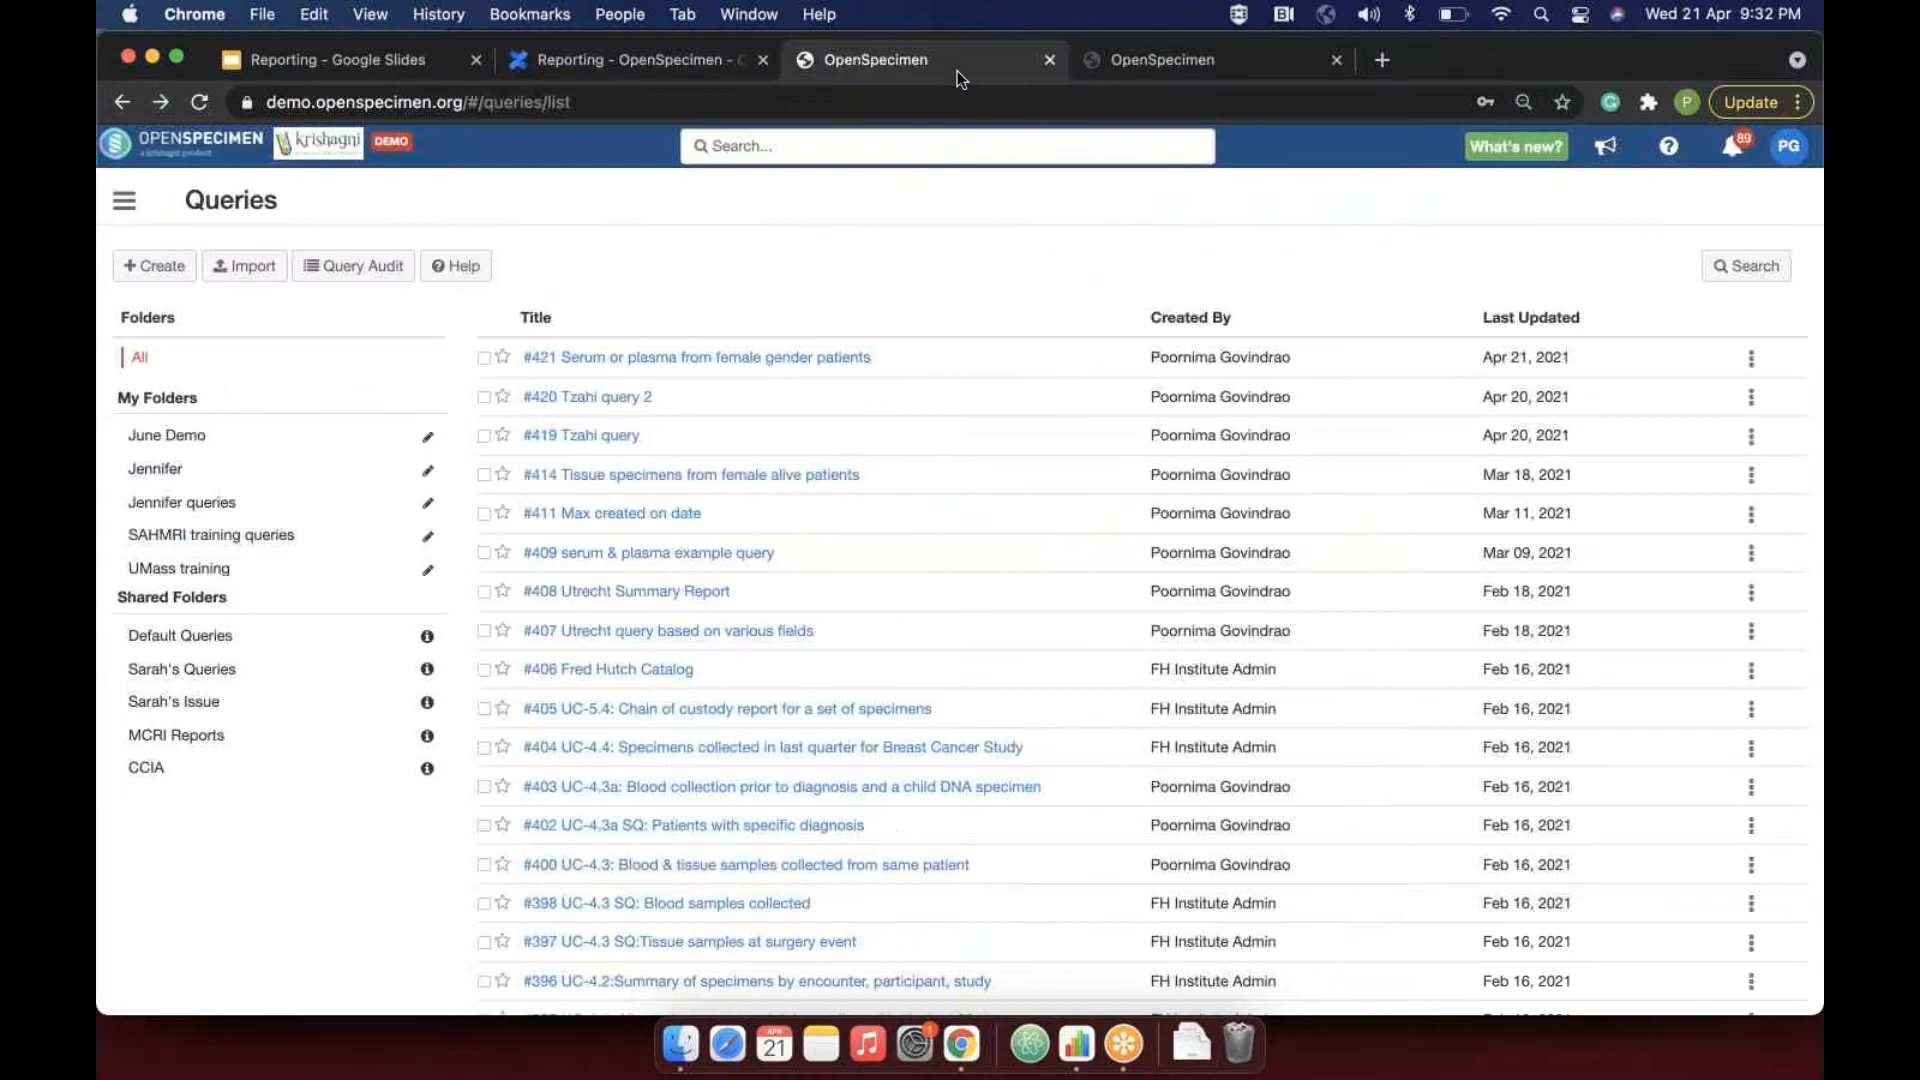 Chrome File Edit View History Bookmarks People Tab Window Help Wed 21 Apr 9:32 PM
Reporting - Google Slides Reporting - OpenSpecimen - OpenSpecimen OpenSpecimen
demo.openspecimen.org/#/queries/list P Update
OPENSPECIMEN
a krishagni product
krishagni DEMO Search... What's new? 89 PG
Queries
Create Import Query Audit Help Search
Folders
All
My Folders
June Demo
Jennifer
Jennifer queries
SAHMRI training queries
UMass training
Shared Folders
Default Queries
Sarah's Queries
Sarah's Issue
MCRI Reports
CCIA
Title Created By Last Updated
#421 Serum or plasma from female gender patients Poornima Govindrao Apr 21, 2021
#420 Tzahi query 2 Poornima Govindrao Apr 20, 2021
#419 Tzahi query Poornima Govindrao Apr 20, 2021
#414 Tissue specimens from female alive patients Poornima Govindrao Mar 18, 2021
#411 Max created on date Poornima Govindrao Mar 11, 2021
#409 serum & plasma example query Poornima Govindrao Mar 09, 2021
#408 Utrecht Summary Report Poornima Govindrao Feb 18, 2021
#407 Utrecht query based on various fields Poornima Govindrao Feb 18, 2021
#406 Fred Hutch Catalog FH Institute Admin Feb 16, 2021
#405 UC-5.4: Chain of custody report for a set of specimens FH Institute Admin Feb 16, 2021
#404 UC-4.4: Specimens collected in last quarter for Breast Cancer Study FH Institute Admin Feb 16, 2021
#403 UC-4.3a: Blood collection prior to diagnosis and a child DNA specimen Poornima Govindrao Feb 16, 2021
#402 UC-4.3a SQ: Patients with specific diagnosis Poornima Govindrao Feb 16, 2021
#400 UC-4.3: Blood & tissue samples collected from same patient Poornima Govindrao Feb 16, 2021
#398 UC-4.3 SQ: Blood samples collected FH Institute Admin Feb 16, 2021
#397 UC-4.3 SQ:Tissue samples at surgery event FH Institute Admin Feb 16, 2021
#396 UC-4.2:Summary of specimens by encounter, participant, study FH Institute Admin Feb 16, 2021
APR
21
1